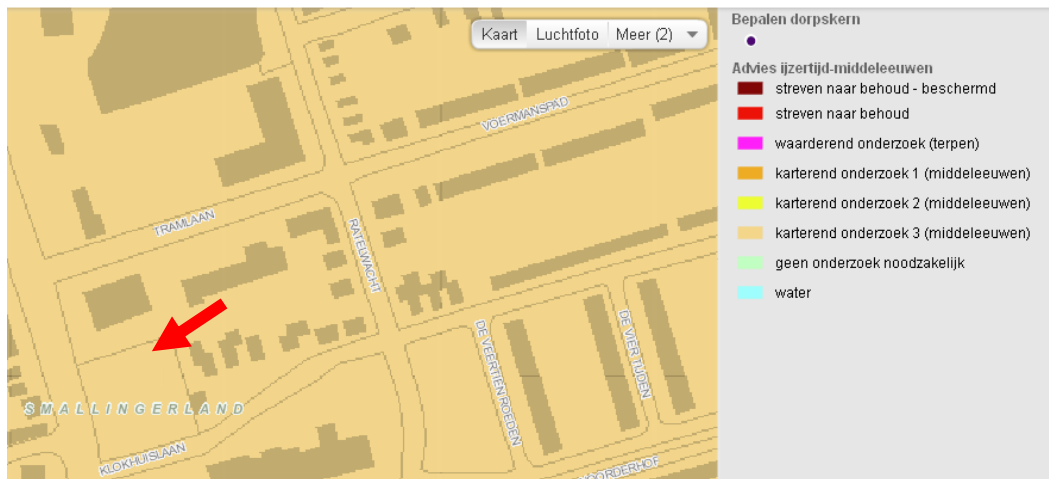 Kaart Luchtfoto Meer (2)
VOERMANSPAD
TRAMLAAN
RATELWACHT
DE VEERTIEN ROEDEN
DE VIER TIJDEN
SMALLINGERLAND
KLOKHUISLAAN
NOORDERHOF
Bepalen dorpskern
Advies ijzertijd-middeleeuwen
streven naar behoud - beschermd
streven naar behoud
waarderend onderzoek (terpen)
karterend onderzoek 1 (middeleeuwen)
karterend onderzoek 2 (middeleeuwen)
karterend onderzoek 3 (middeleeuwen)
geen onderzoek noodzakelijk
water